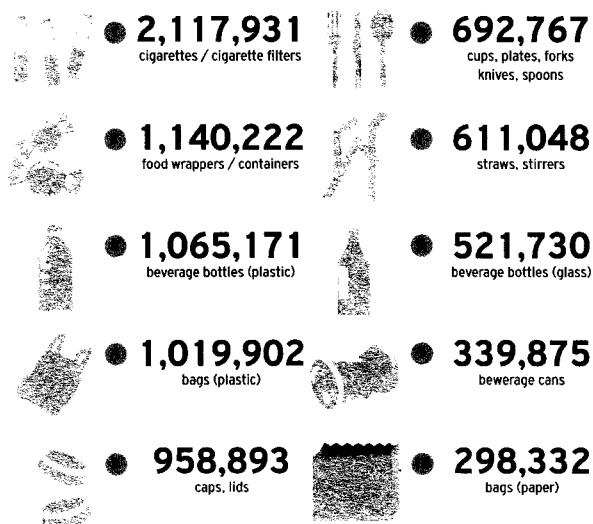 2,117,931
cigarettes / cigarette filters
692,767
cups, plates, forks
knives, spoons
1,140,222
food wrappers / containers
611,048
straws, stirrers
1,065,171
beverage bottles (plastic)
521,730
beverage bottles (glass)
1,019,902
bags (plastic)
339,875
bewerage cans
958,893
caps, lids
298,332
bags (paper)